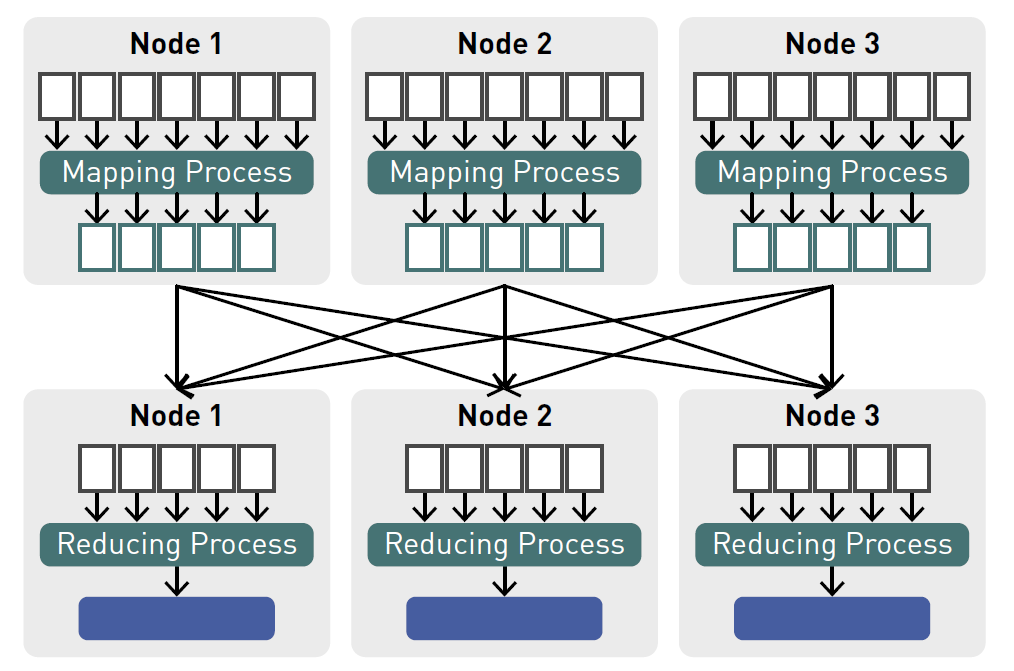 Node 1
Node 2
Node 3
Mapping Process
Mapping Process
Mapping Process
Node 1
Node 2
Node 3
Reducing Process
Reducing Process
Reducing Process